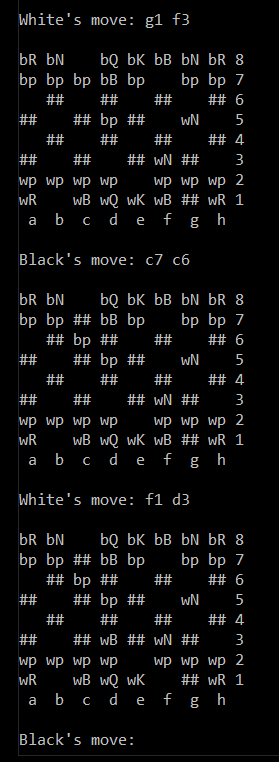 White's move: g1 f3
bR bN    bQ bK bB bN bR 8
bp bp bp bB bp    bp bp 7
   ##    ##    ##    ## 6
##    ## bp ##    wN    5
   ##    ##    ##    ## 4
##    ##    ## wN ##    3
wp wp wp wp    wp wp wp 2
wR    wB wQ wK wB ## wR 1
 a  b  c  d  e  f  g  h
Black's move: c7 c6
bR bN    bQ bK bB bN bR 8
bp bp ## bB bp    bp bp 7
   ## bp ##    ##    ## 6
##    ## bp ##    wN    5
   ##    ##    ##    ## 4
##    ##    ## wN ##    3
wp wp wp wp    wp wp wp 2
wR    wB wQ wK wB ## wR 1
 a  b  c  d  e  f  g  h
White's move: f1 d3
bR bN    bQ bK bB bN bR 8
bp bp ## bB bp    bp bp 7
   ## bp ##    ##    ## 6
##    ## bp ##    wN    5
   ##    ##    ##    ## 4
##    ## wB ## wN ##    3
wp wp wp wp    wp wp wp 2
wR    wB wQ wK    ## wR 1
 a  b  c  d  e  f  g  h
Black's move: